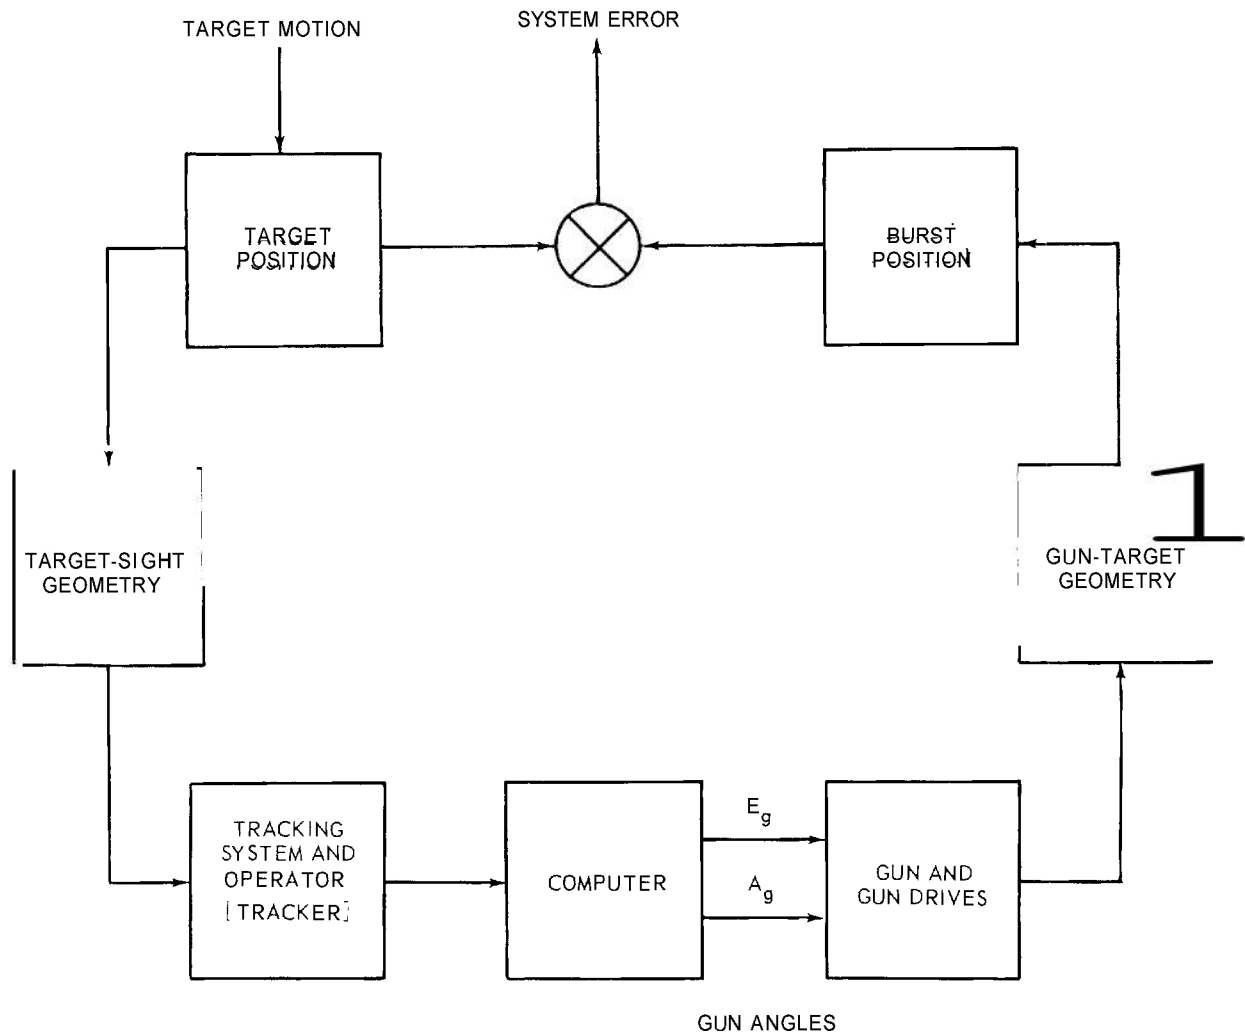 SYSTEM ERROR
TARGET MOTION
TARGET
POSITION
BURST
POSITION
TARGET-SIGHT
GEOMETRY
1
GUN-TARGET
GEOMETRY
TRACKING
SYSTEM AND
OPERATOR
[TRACKER]
COMPUTER
Eg
Ag
GUN AND
GUN DRIVES
GUN ANGLES